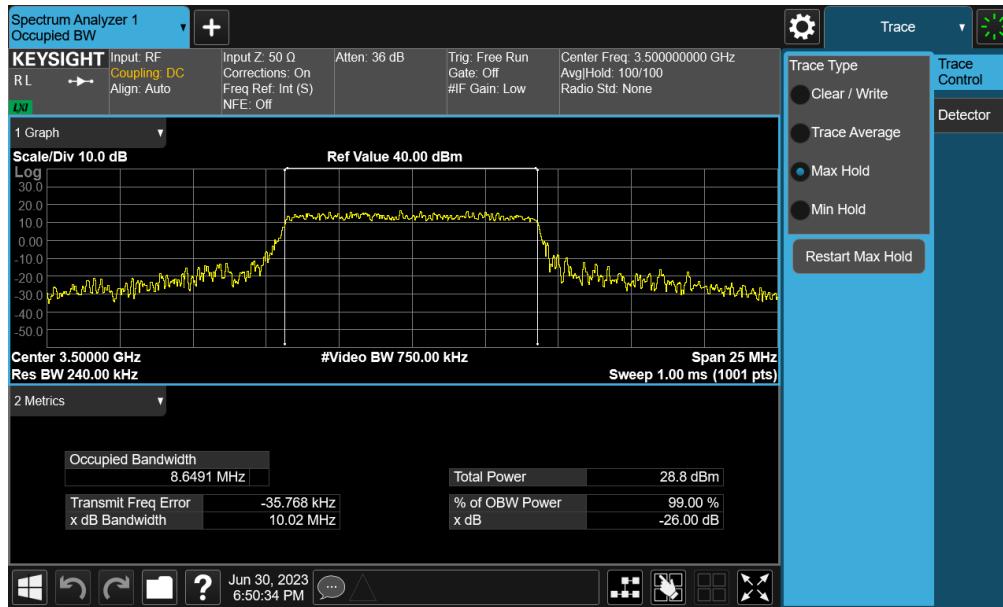 Spectrum Analyzer 1
Occupied BW
+
Trace
KEYSIGHT
R L
LXI
Input: RF
Coupling: DC
Align: Auto
Input Z: 50 Ω
Corrections: On
Freq Ref: Int (S)
NFE: Off
Atten: 36 dB
Trig: Free Run
Gate: Off
#IF Gain: Low
Center Freq: 3.500000000 GHz
Avg|Hold: 100/100
Radio Std: None
1 Graph
Scale/Div 10.0 dB
Ref Value 40.00 dBm
Log
30.0
20.0
10.0
0.00
-10.0
-20.0
-30.0
-40.0
-50.0
Center 3.50000 GHz
#Video BW 750.00 kHz
Span 25 MHz
Res BW 240.00 kHz
Sweep 1.00 ms (1001 pts)
2 Metrics
Occupied Bandwidth
8.6491 MHz
Total Power 28.8 dBm
Transmit Freq Error -35.768 kHz
% of OBW Power 99.00 %
x dB Bandwidth 10.02 MHz
x dB -26.00 dB
Trace Type
Clear / Write
Trace Average
Max Hold
Min Hold
Restart Max Hold
Trace
Control
Detector
?
Jun 30, 2023
6:50:34 PM